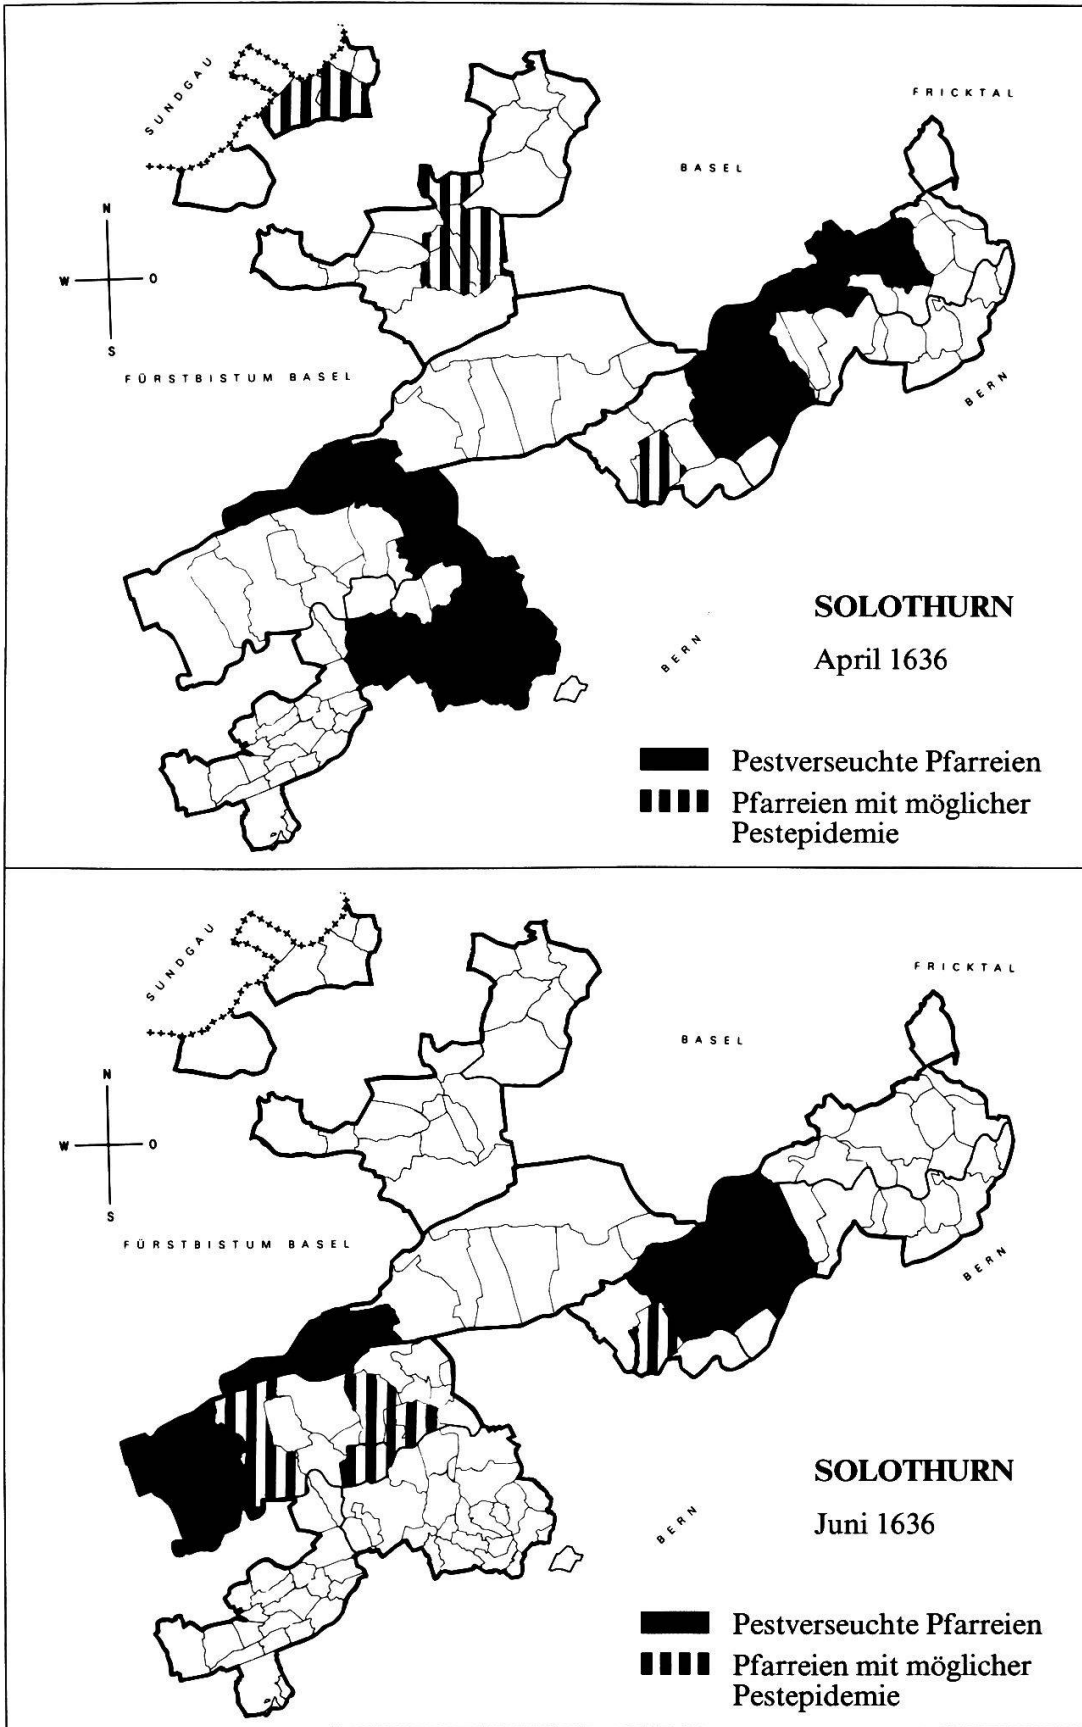 SUNDGAU
FRICKTAL
BASEL
N
W
O
S
FÜRSTBISTUM BASEL
BERN
BERN
SOLOTHURN
April 1636
Pestverseuchte Pfarreien
Pfarreien mit möglicher
Pestepidemie
SUNDGAU
FRICKTAL
BASEL
N
W
O
S
FÜRSTBISTUM BASEL
BERN
BERN
SOLOTHURN
Juni 1636
Pestverseuchte Pfarreien
Pfarreien mit möglicher
Pestepidemie